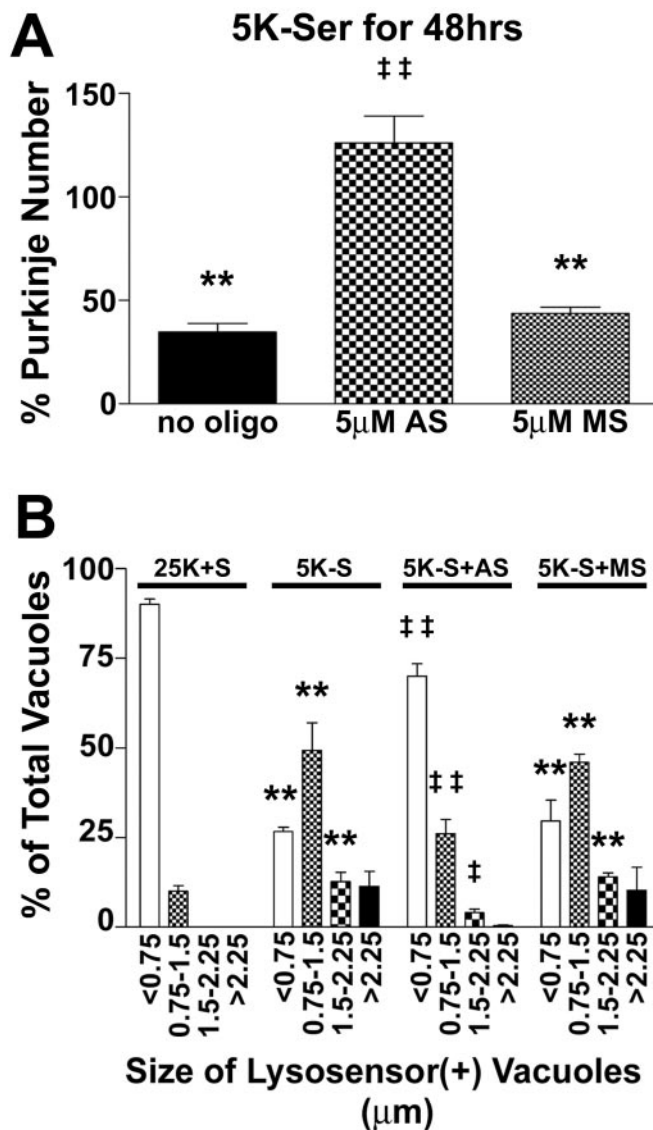 A
5K-Ser for 48hrs
‡ ‡
150
100
50
0
% Purkinje Number
**
**
no oligo
5μM AS
5μM MS
B
25K+S
5K-S
5K-S+AS
5K-S+MS
100
75
50
25
0
% of Total Vacuoles
**
**
**
‡ ‡
‡ ‡
‡
**
**
**
<0.75
0.75-1.5
1.5-2.25
>2.25
<0.75
0.75-1.5
1.5-2.25
>2.25
<0.75
0.75-1.5
1.5-2.25
>2.25
<0.75
0.75-1.5
1.5-2.25
>2.25
Size of Lysosensor(+) Vacuoles
(μm)